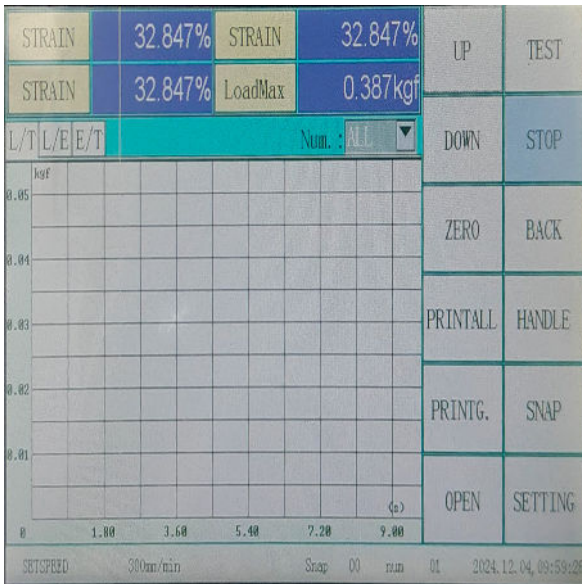 STRAIN 32.847% STRAIN 32.847%
STRAIN 32.847% LoadMax 0.387kgf
L/T L/E E/T Num. : ALL
kgf
0.05
0.04
0.03
0.02
0.01
(s)
0 1.80 3.60 5.40 7.20 9.00
UP TEST
DOWN STOP
ZERO BACK
PRINTALL HANDLE
PRINTG. SNAP
OPEN SETTING
SETSPEED 300mm/min Snap 00 num 01 2024.12.04,